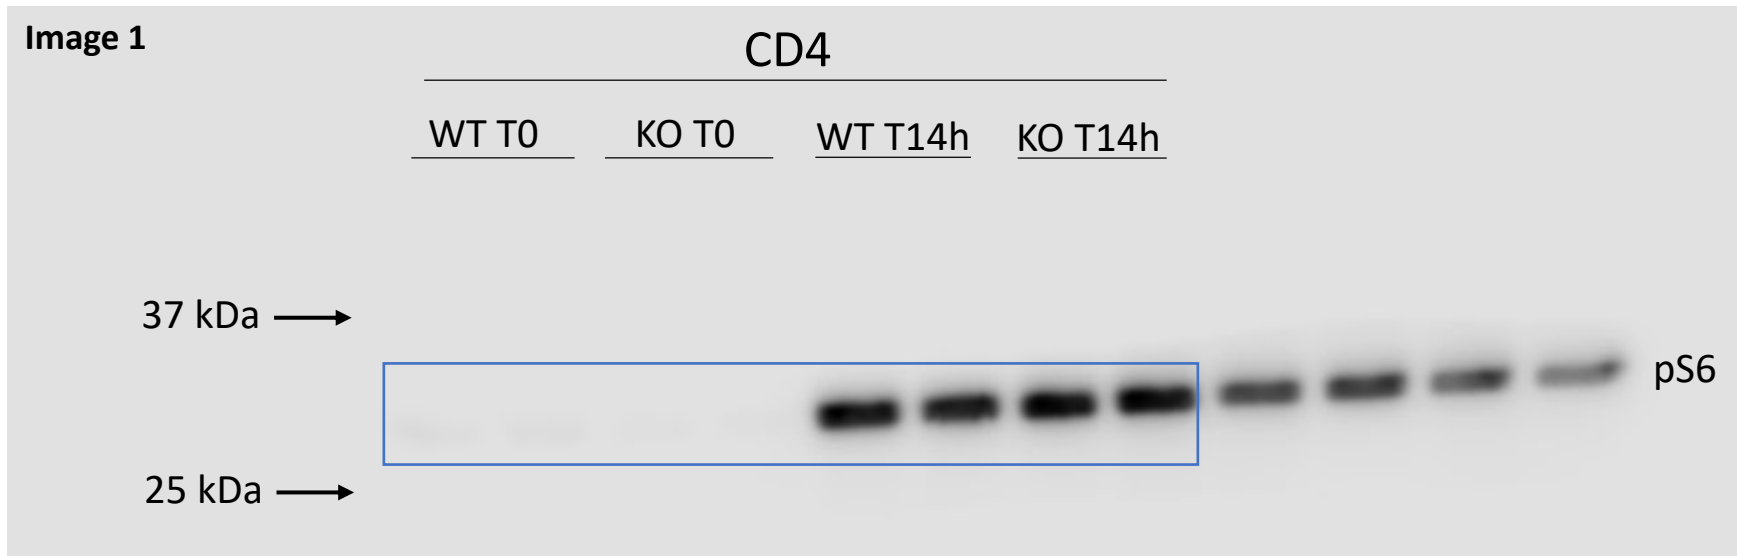 Image 1
CD4
WT T0 KO T0 WT T14h KO T14h
37 kDa
pS6
25 kDa